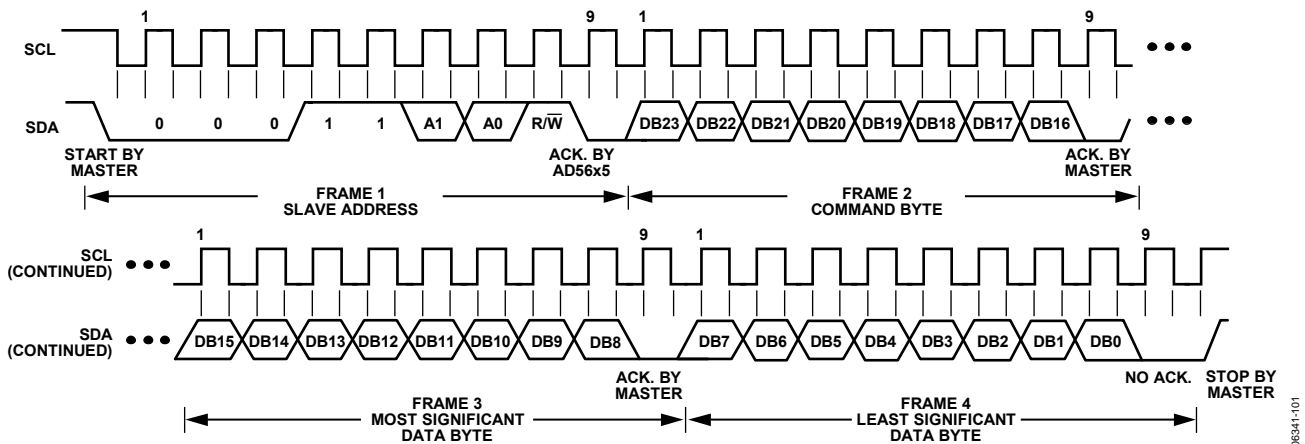 1 9 1 9
SCL
SDA 0 0 0 1 1 A1 A0 R/W̅ DB23 DB22 DB21 DB20 DB19 DB18 DB17 DB16
START BY
MASTER
ACK. BY
AD56x5
ACK. BY
MASTER
FRAME 1
SLAVE ADDRESS
FRAME 2
COMMAND BYTE
1 9 1 9
SCL
(CONTINUED)
SDA
(CONTINUED)
DB15 DB14 DB13 DB12 DB11 DB10 DB9 DB8 DB7 DB6 DB5 DB4 DB3 DB2 DB1 DB0
ACK. BY
MASTER
NO ACK.
STOP BY
MASTER
FRAME 3
MOST SIGNIFICANT
DATA BYTE
FRAME 4
LEAST SIGNIFICANT
DATA BYTE
06341-101